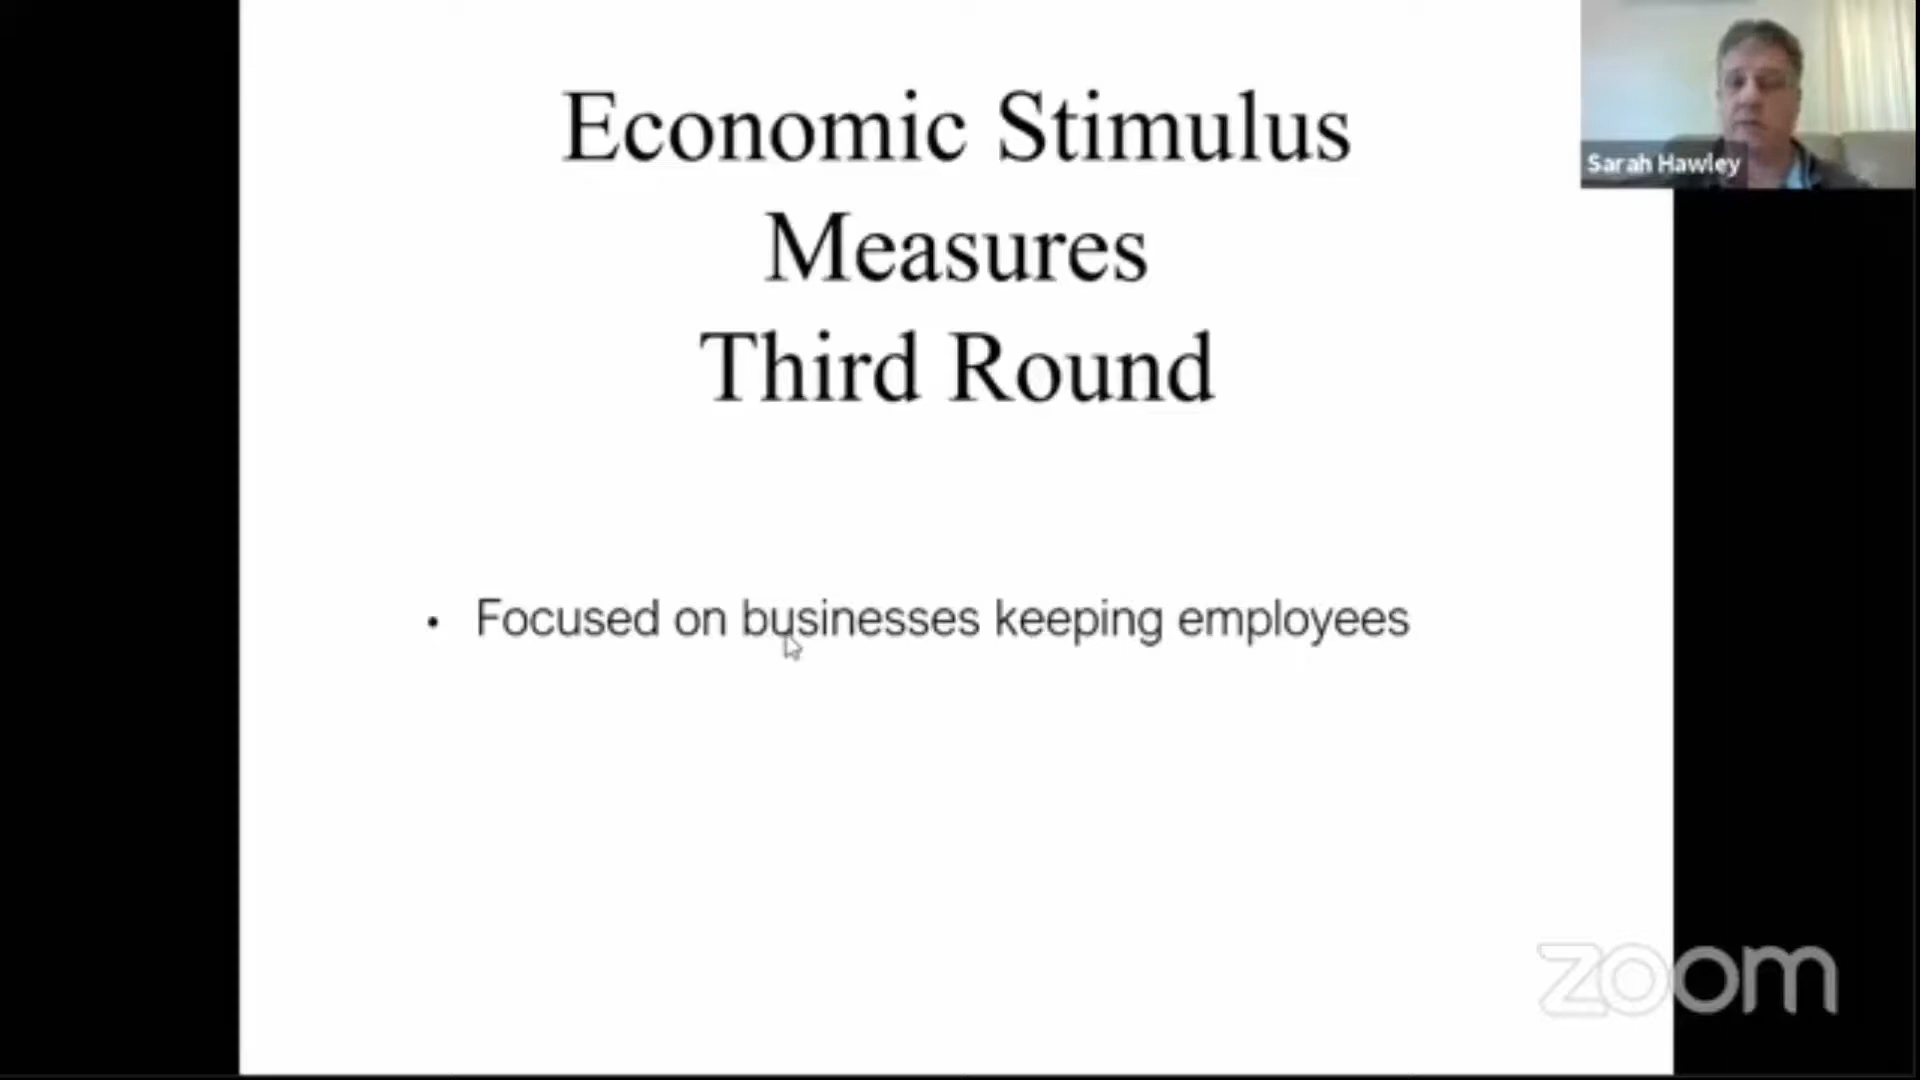 Economic Stimulus
Measures
Third Round
Sarah Hawley
• Focused on businesses keeping employees
zoom